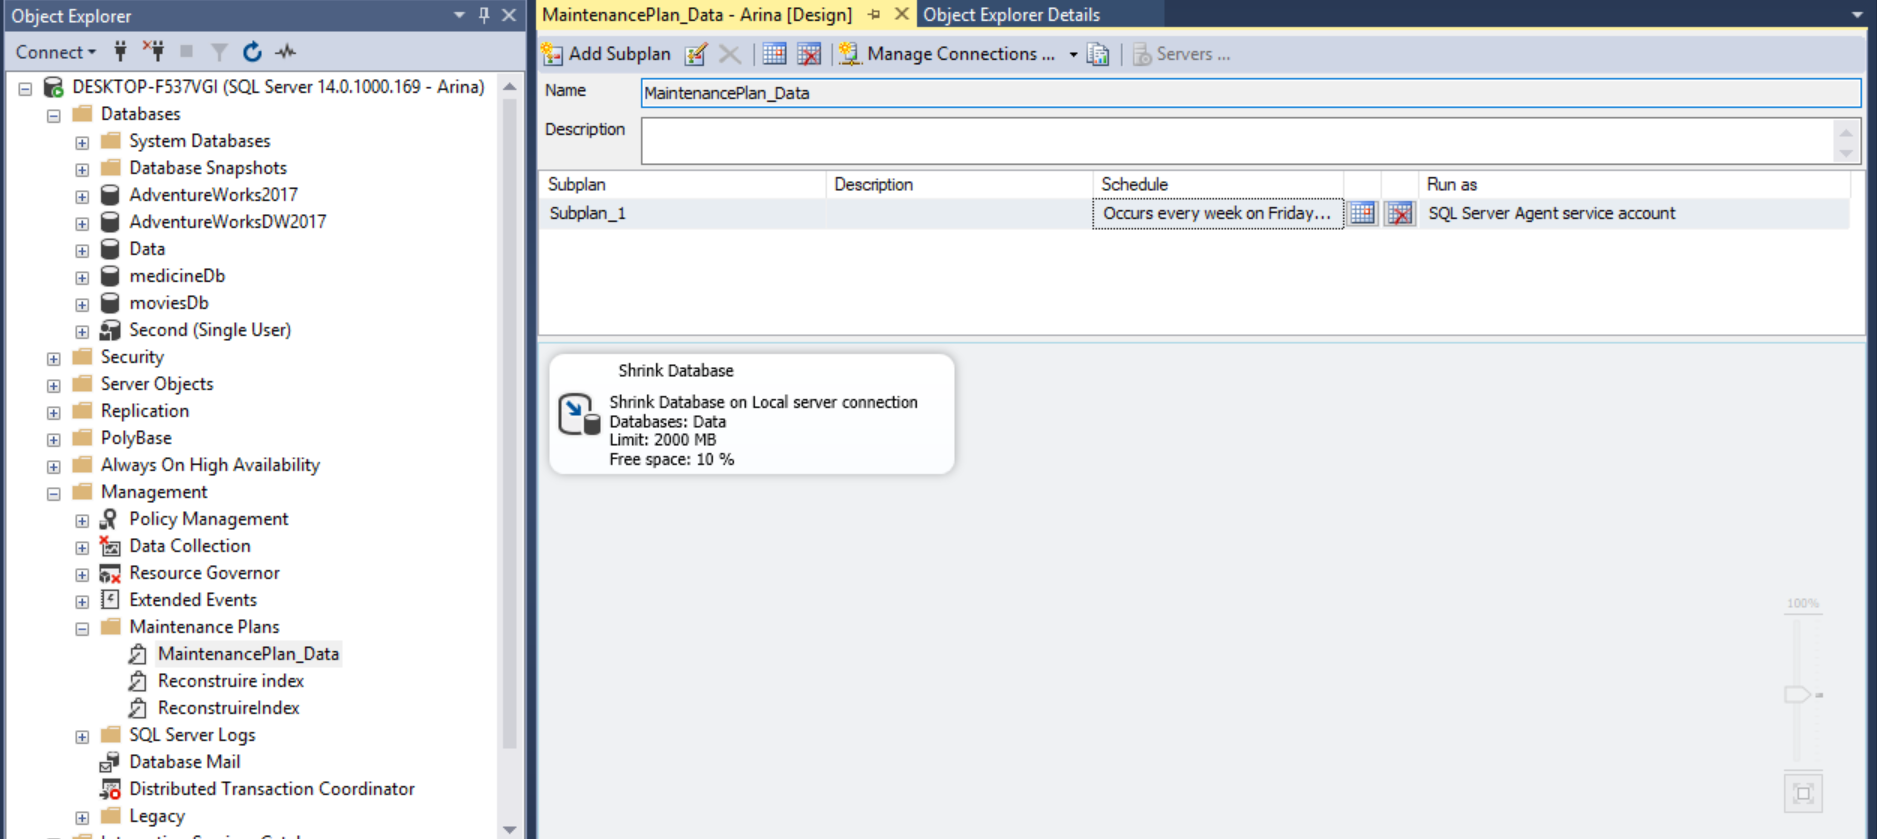 Object Explorer
Connect
DESKTOP-F537VGI (SQL Server 14.0.1000.169 - Arina)
Databases
System Databases
Database Snapshots
AdventureWorks2017
AdventureWorksDW2017
Data
medicineDb
moviesDb
Second (Single User)
Security
Server Objects
Replication
PolyBase
Always On High Availability
Management
Policy Management
Data Collection
Resource Governor
Extended Events
Maintenance Plans
MaintenancePlan_Data
Reconstruire index
ReconstruireIndex
SQL Server Logs
Database Mail
Distributed Transaction Coordinator
Legacy
MaintenancePlan_Data - Arina [Design]
Object Explorer Details
Add Subplan
Manage Connections ...
Servers ...
Name
MaintenancePlan_Data
Description
Subplan Description Schedule Run as
Subplan_1 Occurs every week on Friday... SQL Server Agent service account
Shrink Database
Shrink Database on Local server connection
Databases: Data
Limit: 2000 MB
Free space: 10 %
100%